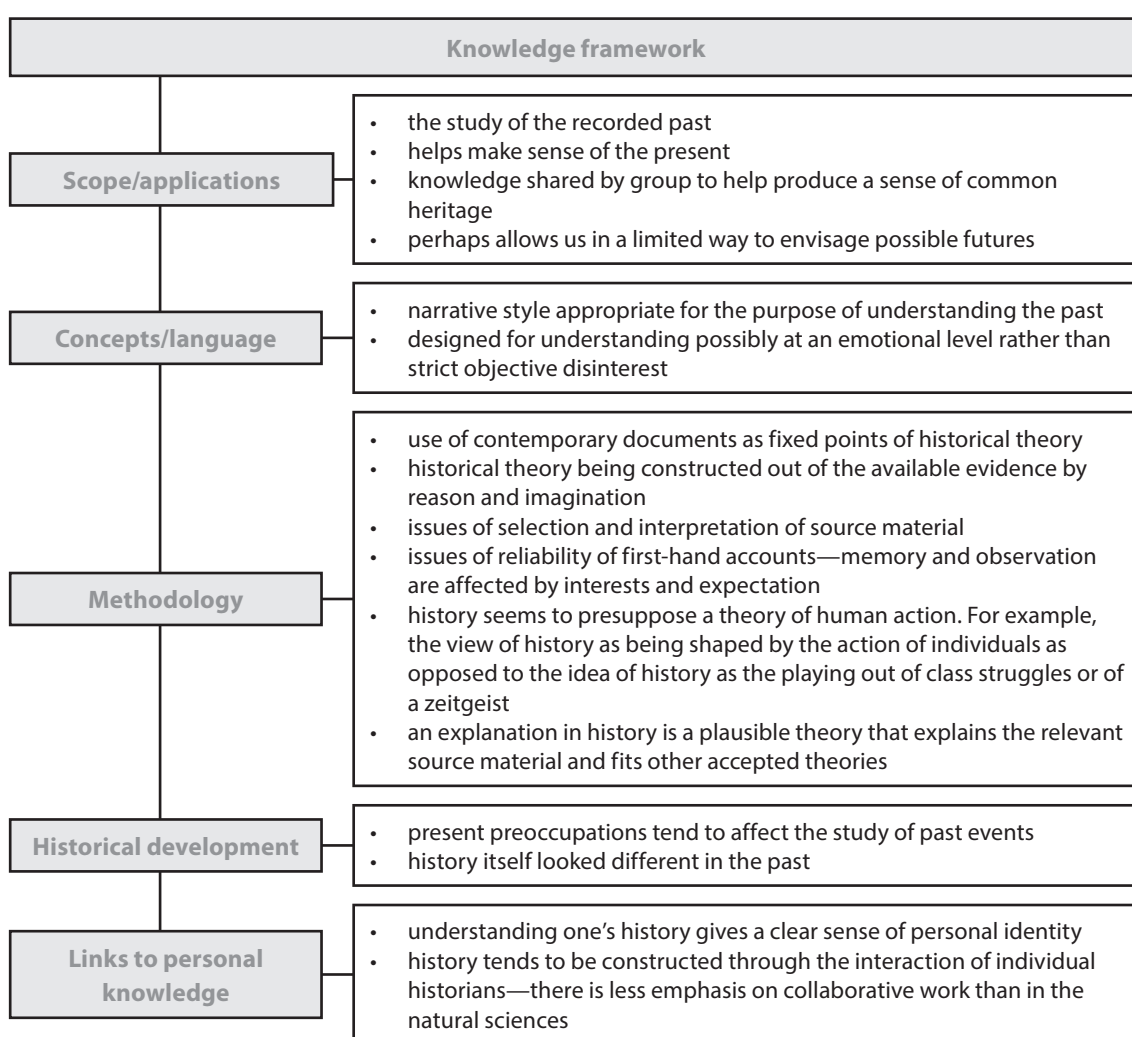 Knowledge framework
Scope/applications
• the study of the recorded past
• helps make sense of the present
• knowledge shared by group to help produce a sense of common
heritage
• perhaps allows us in a limited way to envisage possible futures
Concepts/language
• narrative style appropriate for the purpose of understanding the past
• designed for understanding possibly at an emotional level rather than
strict objective disinterest
Methodology
• use of contemporary documents as fixed points of historical theory
• historical theory being constructed out of the available evidence by
reason and imagination
• issues of selection and interpretation of source material
• issues of reliability of first-hand accounts—memory and observation
are affected by interests and expectation
• history seems to presuppose a theory of human action. For example,
the view of history as being shaped by the action of individuals as
opposed to the idea of history as the playing out of class struggles or of
a zeitgeist
• an explanation in history is a plausible theory that explains the relevant
source material and fits other accepted theories
Historical development
• present preoccupations tend to affect the study of past events
• history itself looked different in the past
Links to personal
knowledge
• understanding one's history gives a clear sense of personal identity
• history tends to be constructed through the interaction of individual
historians—there is less emphasis on collaborative work than in the
natural sciences